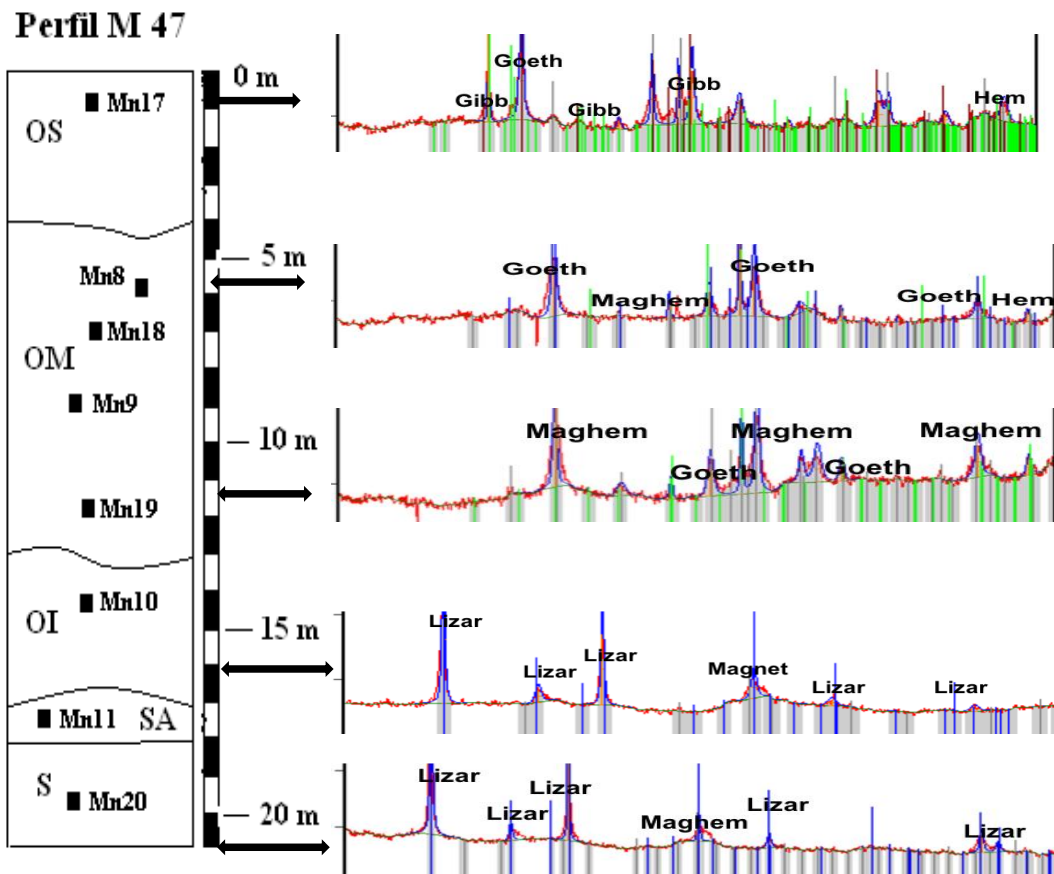 Perfil M 47
0 m
Mn17
OS
Goeth
Gibb
Gibb
Gibb
Hem
5 m
Mn8
Mn18
OM
Mn9
Mn19
Goeth
Maghem
Goeth
Goeth
Hem
10 m
Maghem
Goeth
Maghem
Goeth
Maghem
Mn10
OI
15 m
Mn11
SA
Lizar
Lizar
Lizar
Magnet
Lizar
Lizar
S
Mn20
20 m
Lizar
Lizar
Lizar
Maghem
Lizar
Lizar